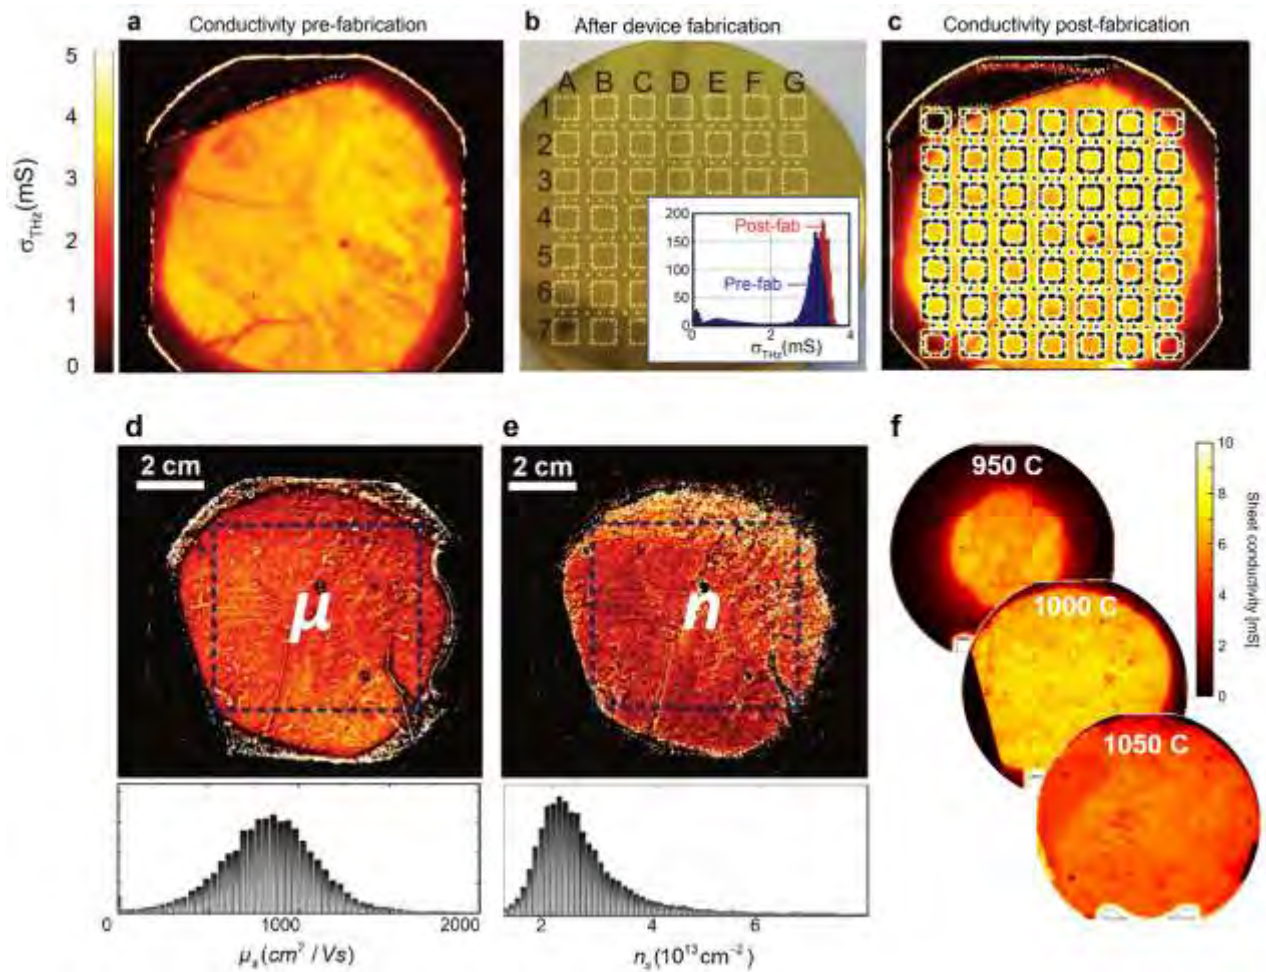 a Conductivity pre-fabrication
b After device fabrication
c Conductivity post-fabrication
5
4
3
2
1
0
σTHz(mS)
A B C D E F G
1
2
3
4
5
6
7
200
150
100
50
0
Post-fab
Pre-fab
0 2 4
σTHz(mS)
d
2 cm
μ
0 1000 2000
μs (cm² / Vs)
e
2 cm
n
2 4 6
ns (10¹³cm⁻²)
f
950 C
1000 C
1050 C
10
8
6
4
2
0
Sheet conductivity [mS]